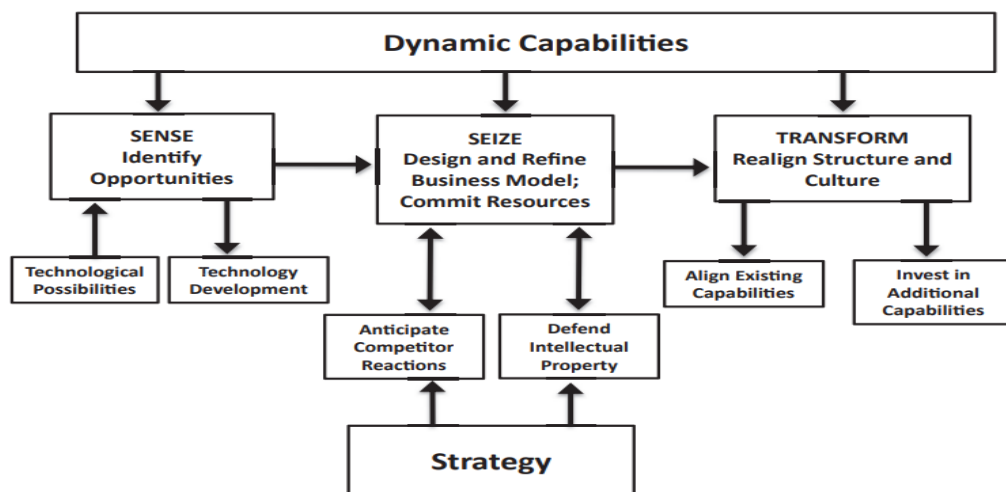 Dynamic Capabilities
SENSE
Identify
Opportunities
SEIZE
Design and Refine
Business Model;
Commit Resources
TRANSFORM
Realign Structure and
Culture
Technological
Possibilities
Technology
Development
Anticipate
Competitor
Reactions
Defend
Intellectual
Property
Align Existing
Capabilities
Invest in
Additional
Capabilities
Strategy